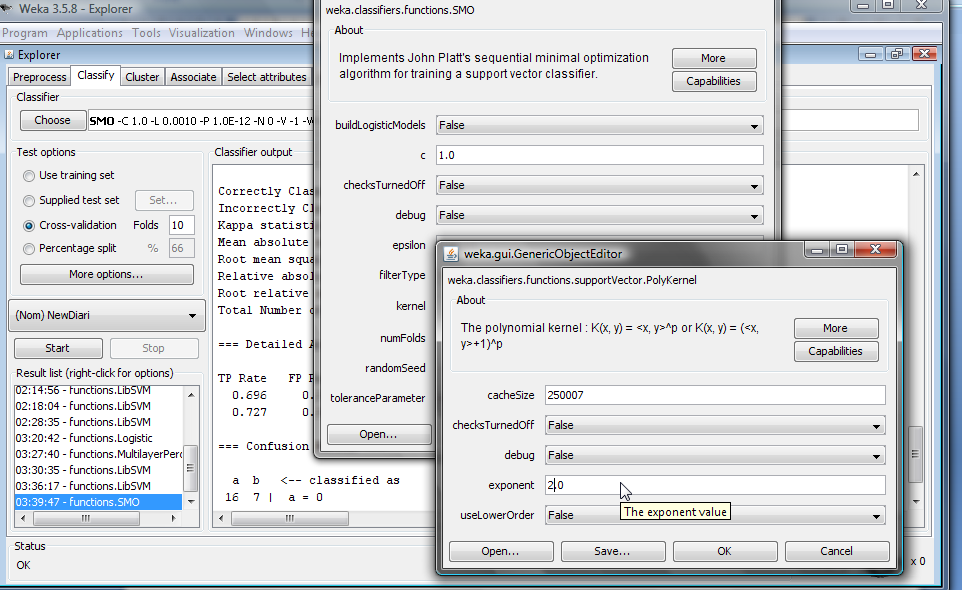 Weka 3.5.8 - Explorer
Program Applications Tools Visualization Windows
Explorer
Preprocess Classify Cluster Associate Select attributes
Classifier
Choose SMO -C 1.0 -L 0.0010 -P 1.0E-12 -N 0 -V -1 -W
Test options
Use training set
Supplied test set Set...
Cross-validation Folds 10
Percentage split % 66
More options...
(Nom) NewDiari
Start Stop
Result list (right-click for options)
02:14:56 - functions.LibSVM
02:18:04 - functions.LibSVM
02:28:35 - functions.LibSVM
03:20:42 - functions.Logistic
03:27:40 - functions.MultilayerPerc
03:30:35 - functions.LibSVM
03:36:17 - functions.LibSVM
03:39:47 - functions.SMO
Classifier output
Correctly Clas
Incorrectly Cl
Kappa statisti
Mean absolute
Root mean squa
Relative absol
Root relative
Total Number o
=== Detailed A
TP Rate FP R
0.696 0.
0.727 0.
=== Confusion
a b <-- classified as
16 7 | a = 0
Status
OK
x 0
weka.classifiers.functions.SMO
About
Implements John Platt's sequential minimal optimization
algorithm for training a support vector classifier.
More
Capabilities
buildLogisticModels False
c 1.0
checksTurnedOff False
debug False
epsilon
filterType
kernel
numFolds
randomSeed
toleranceParameter
Open...
weka.gui.GenericObjectEditor
weka.classifiers.functions.supportVector.PolyKernel
About
The polynomial kernel : K(x, y) = <x, y>^p or K(x, y) = (<x,
y>+1)^p
More
Capabilities
cacheSize 250007
checksTurnedOff False
debug False
exponent 2.0
The exponent value
useLowerOrder False
Open... Save... OK Cancel